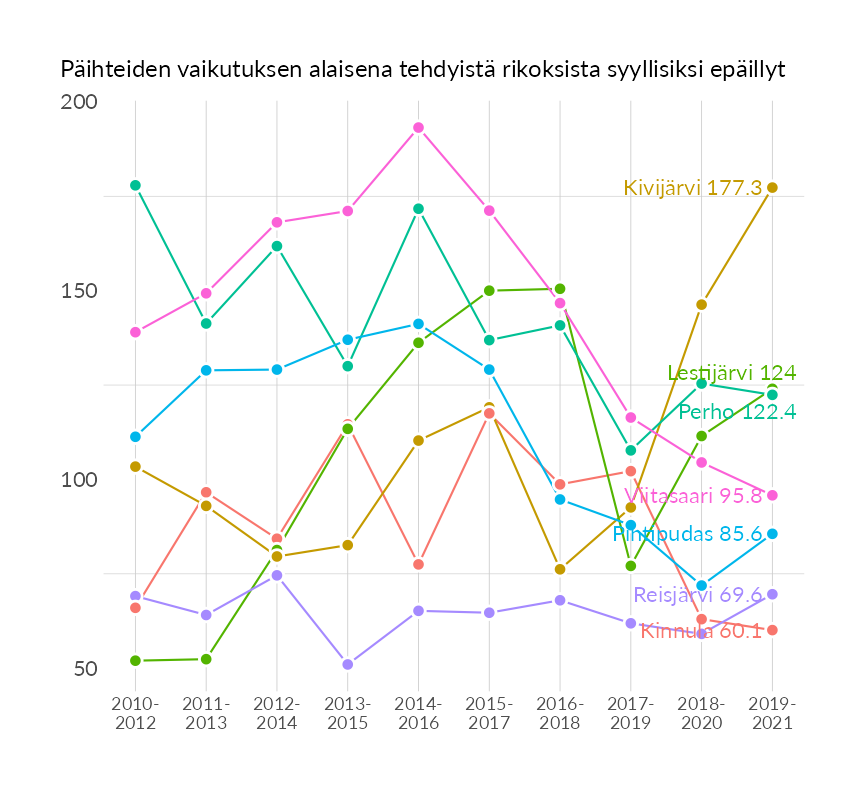 Päihteiden vaikutuksen alaisena tehdyistä rikoksista syyllisiksi epäillyt
200
150
100
50
Kivijärvi 177.3
Lestijärvi 124
Perho 122.4
Viitasaari 95.8
Pihtipudas 85.6
Reisjärvi 69.6
Kinnula 60.1
2010- 2011- 2012- 2013- 2014- 2015- 2016- 2017- 2018- 2019-
2012 2013 2014 2015 2016 2017 2018 2019 2020 2021